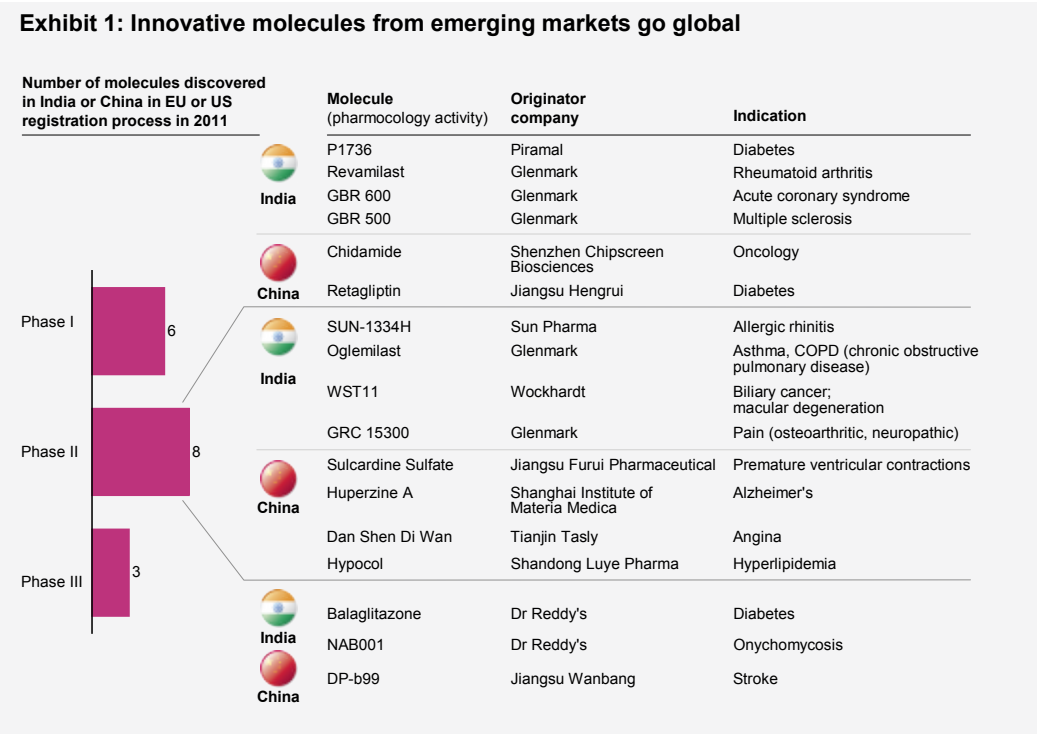 Exhibit 1: Innovative molecules from emerging markets go global
Number of molecules discovered
in India or China in EU or US
registration process in 2011
Molecule
(pharmocology activity)
Originator
company
Indication
Phase I
6
Phase II
8
Phase III
3
India
P1736 Piramal Diabetes
Revamilast Glenmark Rheumatoid arthritis
GBR 600 Glenmark Acute coronary syndrome
GBR 500 Glenmark Multiple sclerosis
China
Chidamide Shenzhen Chipscreen Oncology
Biosciences
Retagliptin Jiangsu Hengrui Diabetes
India
SUN-1334H Sun Pharma Allergic rhinitis
Oglemilast Glenmark Asthma, COPD (chronic obstructive
pulmonary disease)
WST11 Wockhardt Biliary cancer;
macular degeneration
GRC 15300 Glenmark Pain (osteoarthritic, neuropathic)
China
Sulcardine Sulfate Jiangsu Furui Pharmaceutical Premature ventricular contractions
Huperzine A Shanghai Institute of Alzheimer's
Materia Medica
Dan Shen Di Wan Tianjin Tasly Angina
Hypocol Shandong Luye Pharma Hyperlipidemia
India
Balaglitazone Dr Reddy's Diabetes
NAB001 Dr Reddy's Onychomycosis
China
DP-b99 Jiangsu Wanbang Stroke